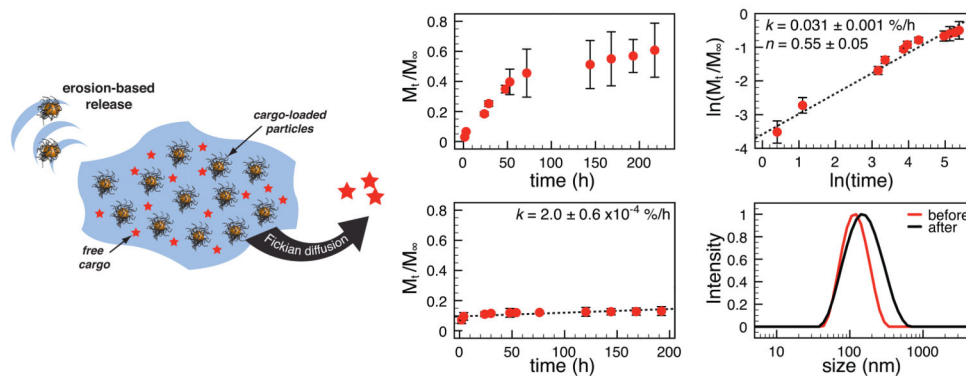 erosion-based
release
cargo-loaded
particles
free
cargo
Fickian diffusion
Mt/M∞
0.8
0.6
0.4
0.2
0
0 50 100 150 200
time (h)
ln(Mt/M∞)
k = 0.031 ± 0.001 %/h
n = 0.55 ± 0.05
0
-1
-2
-3
-4
0 1 2 3 4 5
ln(time)
Mt/M∞
k = 2.0 ± 0.6 x10⁻⁴ %/h
0.8
0.6
0.4
0.2
0
0 50 100 150 200
time (h)
Intensity
before
after
1
0.8
0.6
0.4
0.2
0
10 100 1000
size (nm)